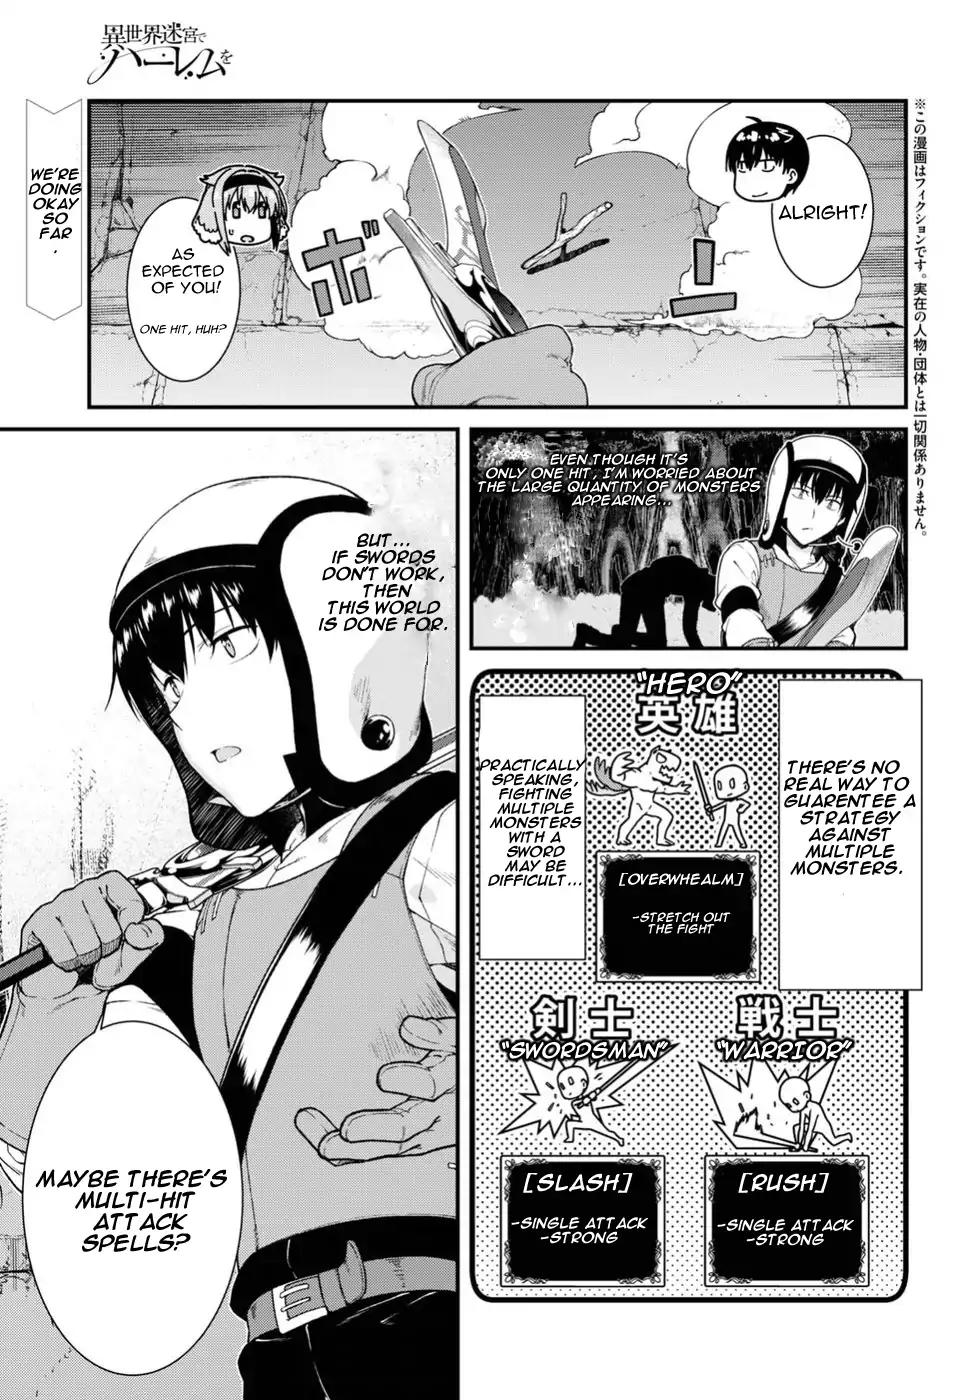 異世界迷宮で
ハーレムを
※この漫画はフィクションです。実在の人物・団体とは一切関係ありません。
ALRIGHT!
ボ
ー
AS
EXPECTED
OF YOU!
ONE HIT, HUH?
WE'RE
DOING
OKAY
SO
FAR
.
EVEN THOUGH IT'S
ONLY ONE HIT, I'M WORRIED ABOUT
THE LARGE QUANTITY OF MONSTERS
APPEARING...
THERE'S NO
REAL WAY TO
GUARENTEE A
STRATEGY
AGAINST
MULTIPLE
MONSTERS.
"HERO"
英雄
[OVERWHEALM]
-STRETCH OUT
THE FIGHT
PRACTICALLY
SPEAKING,
FIGHTING
MULTIPLE
MONSTERS
WITH A
SWORD
MAY BE
DIFFICULT...
戦士
"WARRIOR"
[RUSH]
-SINGLE ATTACK
-STRONG
剣士
"SWORDSMAN"
[SLASH]
-SINGLE ATTACK
-STRONG
BUT...
IF SWORDS
DON'T WORK,
THEN
THIS WORLD
IS DONE FOR.
MAYBE THERE'S
MULTI-HIT
ATTACK
SPELLS?